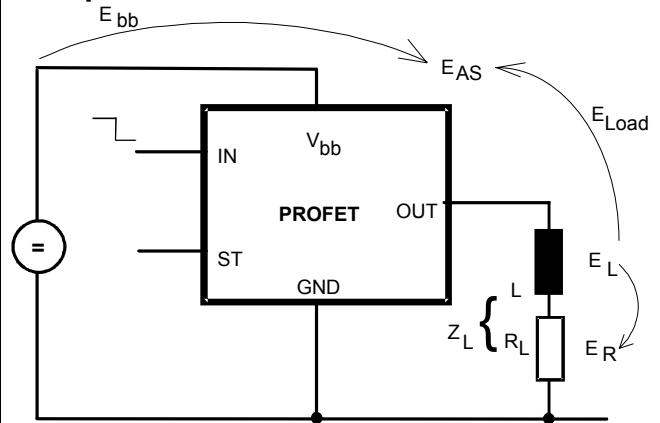 E bb
E AS
E Load
V bb
IN
PROFET
OUT
=
ST
GND
E L
L
Z L { R L
E R